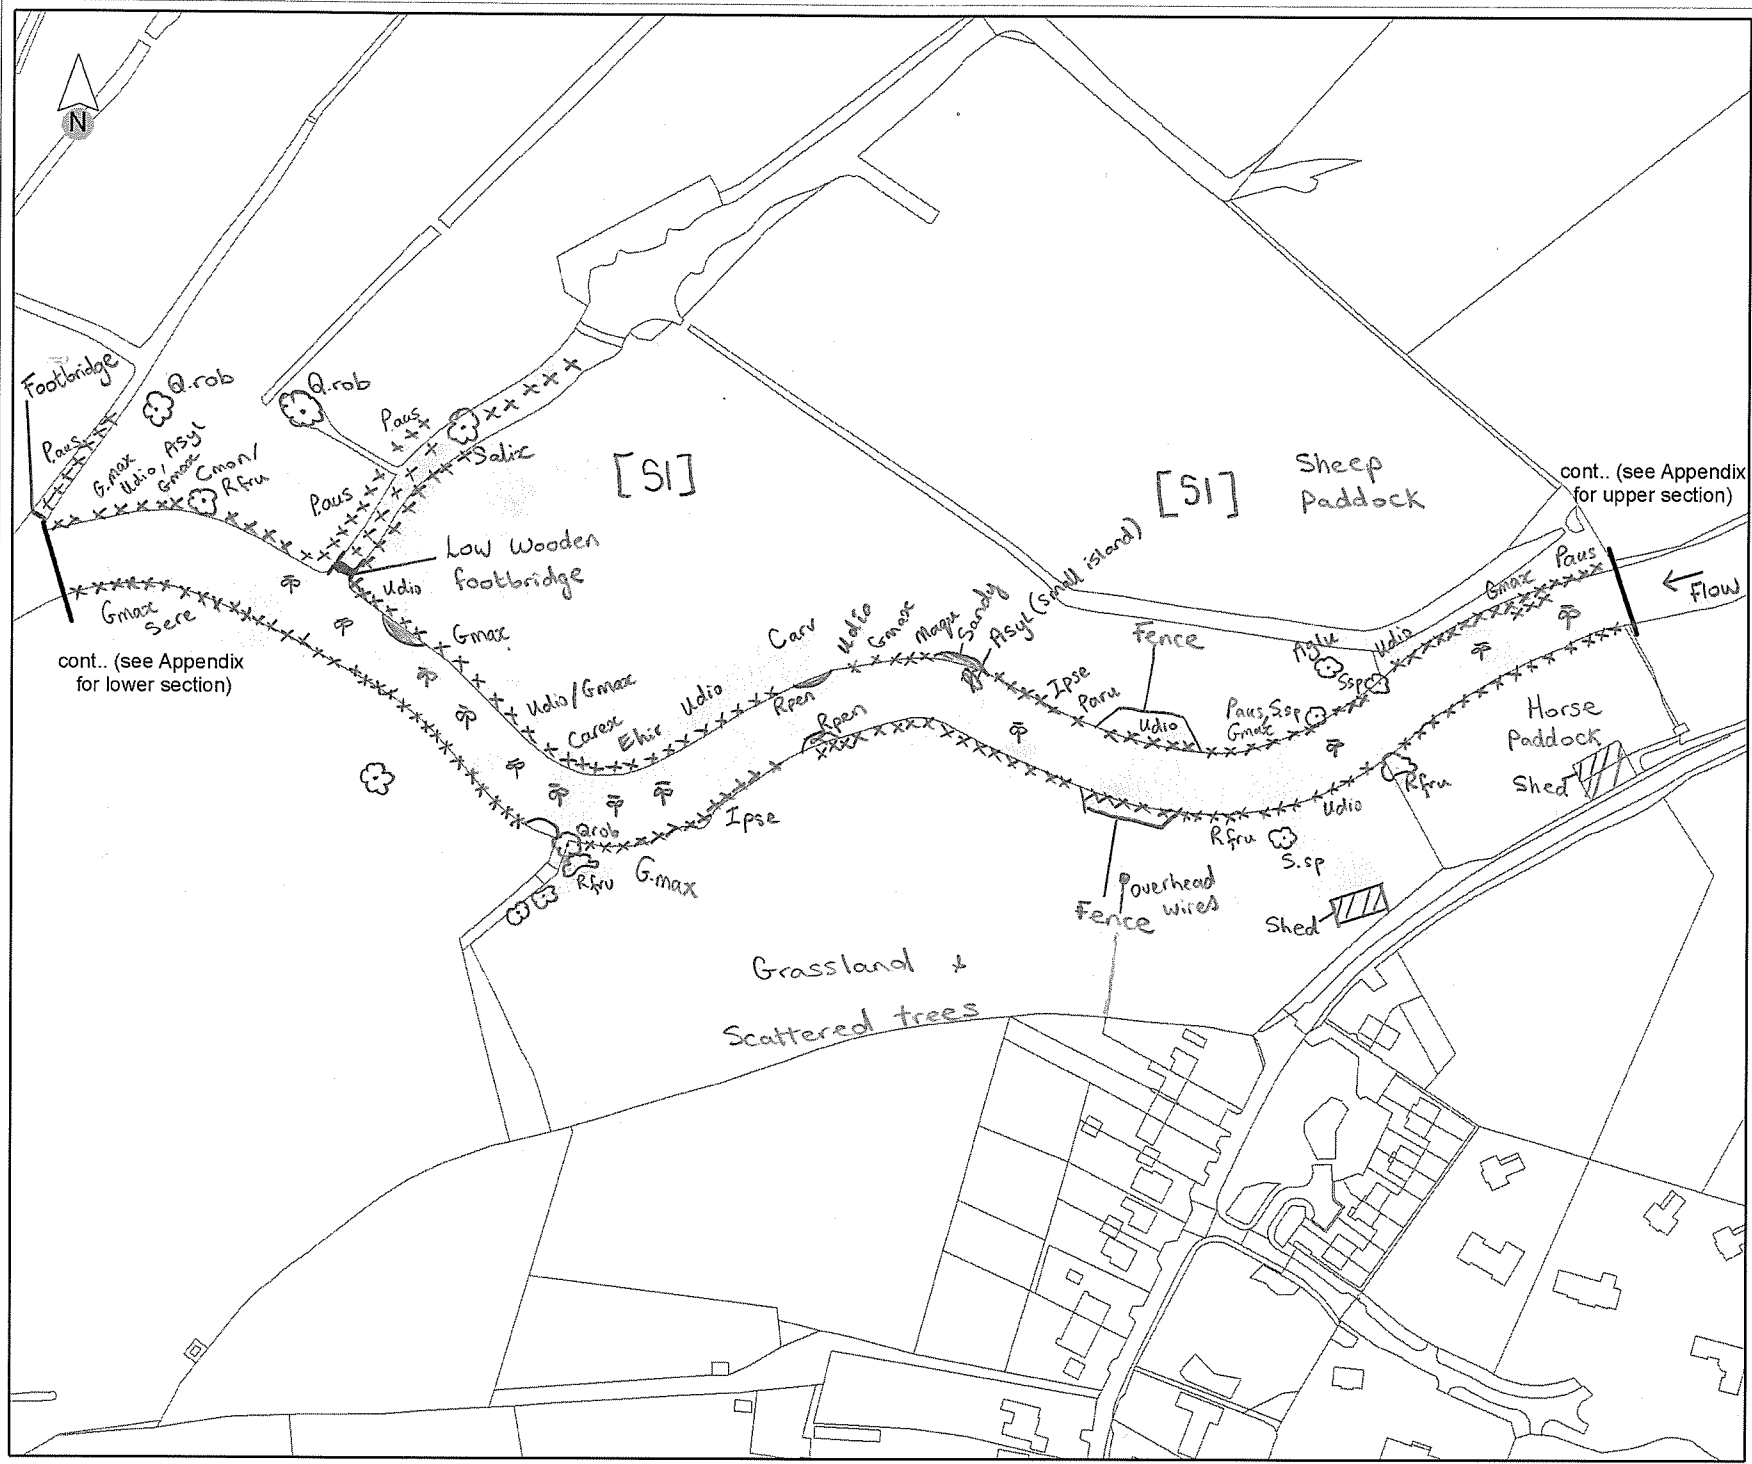 N
Footbridge
Q.rob
Q.rob
P.aus
P.aus
G.max
Udio, Asyl
Gmax
Cmon/
Rfru
P.aus
Salix
[SI]
[SI]
Sheep
Paddock
cont.. (see Appendix
for upper section)
Low Wooden
footbridge
Udio
Gmax
Sere
cont.. (see Appendix
for lower section)
Gmax
Udio/Gmax
Carex
Ehir
Udio
Carv
Rpen
Rpen
Udio
Gmax
Maqu
Sandy
Asyl (small island)
Ipse
Paru
Fence
Udio
Paus, Ssp
Gmax
Aglu
Ssp
Udio
Gmax
Paus
Flow
Horse
Paddock
Shed
Rfru
Udio
Rfru
S.sp
Shed
Fence
overhead
wires
Ipse
Qrob
Rfru
G.max
Grassland +
Scattered trees